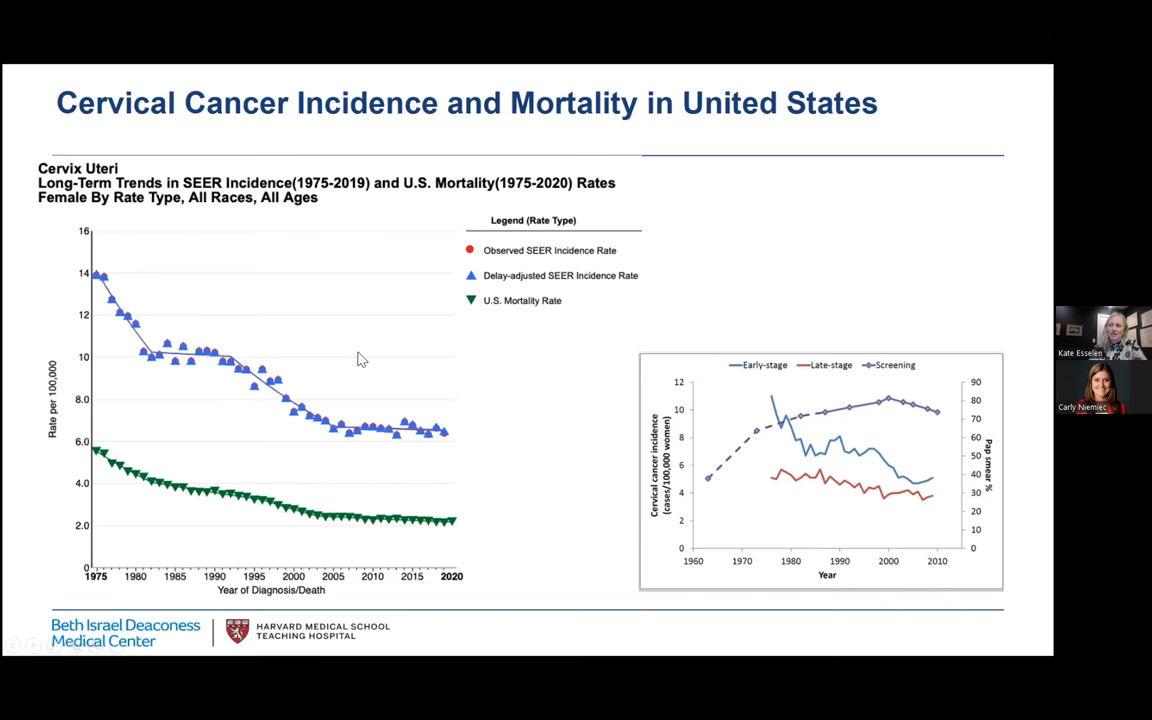 Cervical Cancer Incidence and Mortality in United States
Cervix Uteri
Long-Term Trends in SEER Incidence(1975-2019) and U.S. Mortality(1975-2020) Rates
Female By Rate Type, All Races, All Ages
Legend (Rate Type)
Observed SEER Incidence Rate
Delay-adjusted SEER Incidence Rate
U.S. Mortality Rate
16
14
12
10
8.0
6.0
4.0
2.0
0
Rate per 100,000
1975 1980 1985 1990 1995 2000 2005 2010 2015 2020
Year of Diagnosis/Death
Early-stage Late-stage Screening
12
10
8
6
4
2
0
Cervical cancer incidence
(cases/100,000 women)
90
80
70
60
50
40
30
20
10
0
Pap smear %
1960 1970 1980 1990 2000 2010
Year
Kate Esselen
Carly Niemiec
Beth Israel Deaconess
Medical Center
HARVARD MEDICAL SCHOOL
TEACHING HOSPITAL